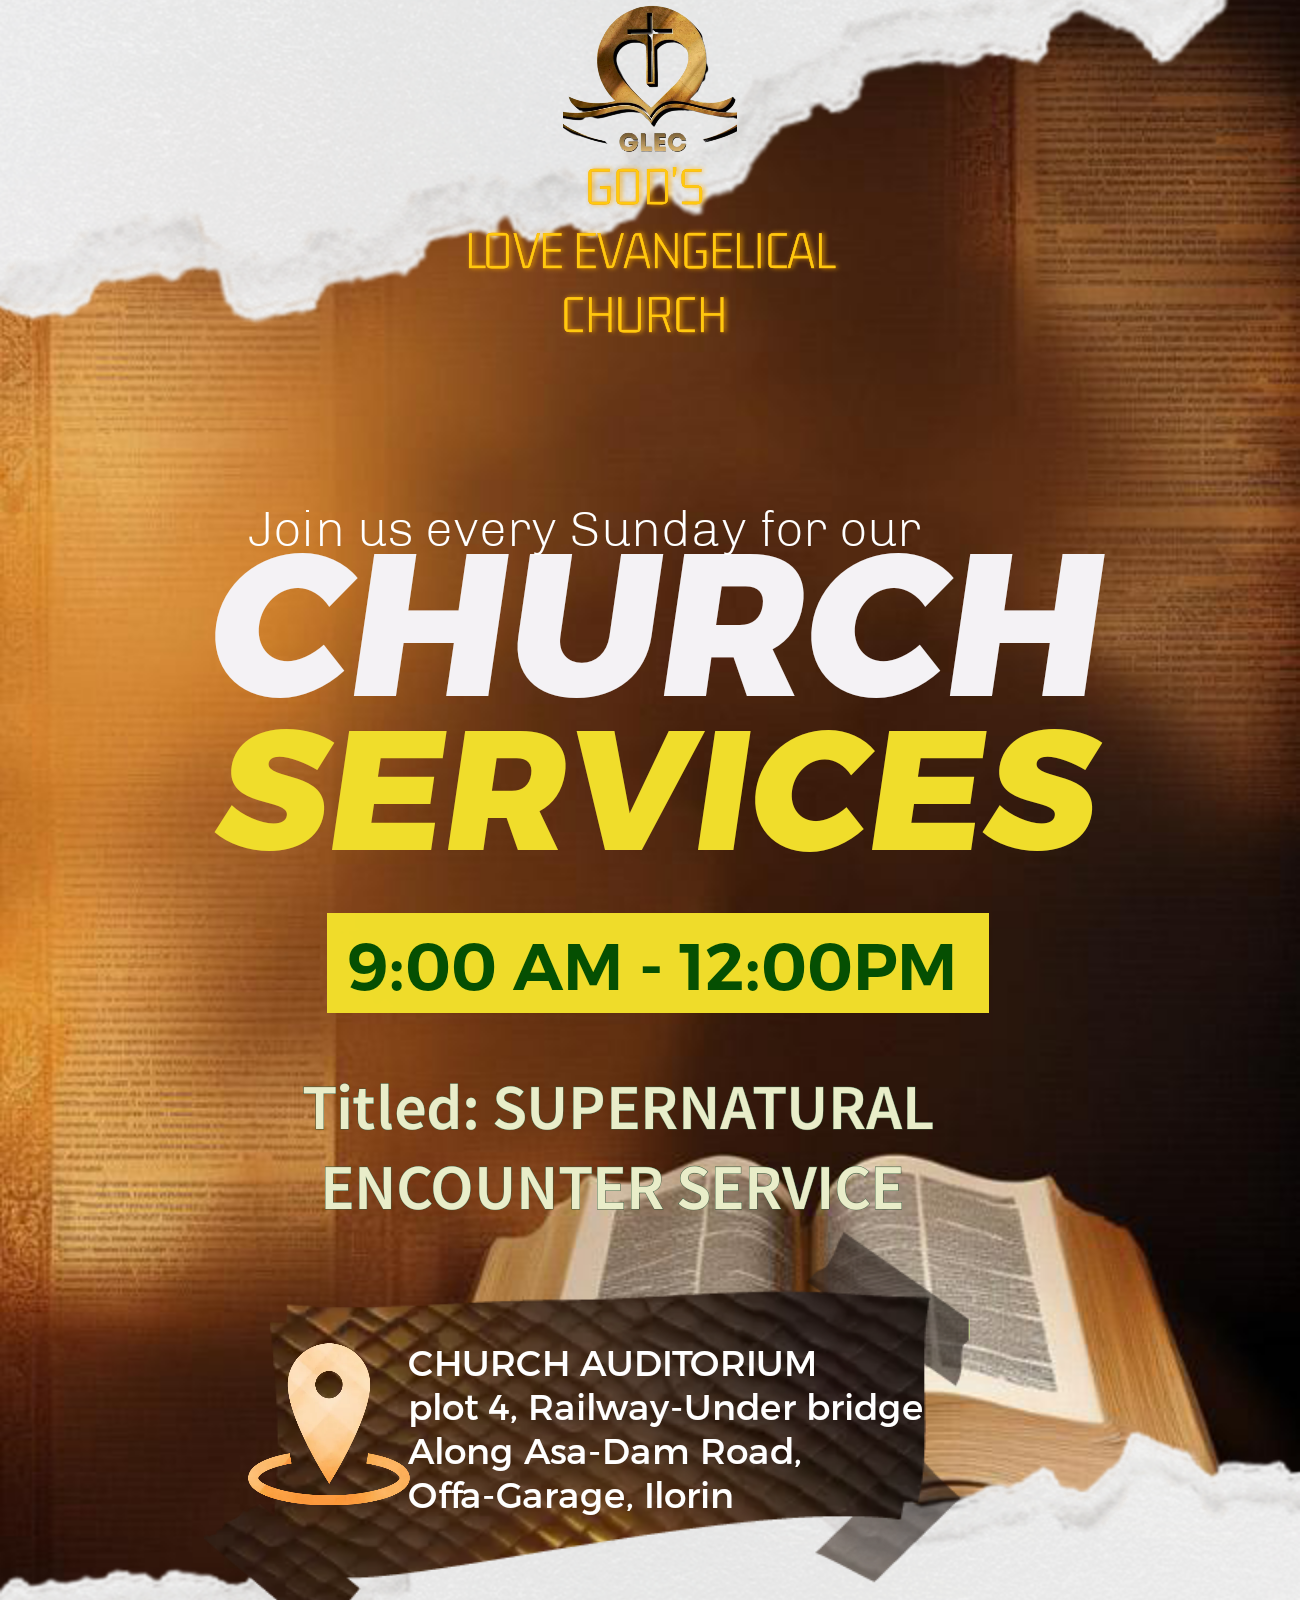 GLEC
GOD'S
LOVE EVANGELICAL
CHURCH
Join us every Sunday for our
CHURCH
SERVICES
9:00 AM - 12:00PM
Titled: SUPERNATURAL
ENCOUNTER SERVICE
CHURCH AUDITORIUM
plot 4, Railway-Under bridge
Along Asa-Dam Road,
Offa-Garage, Ilorin